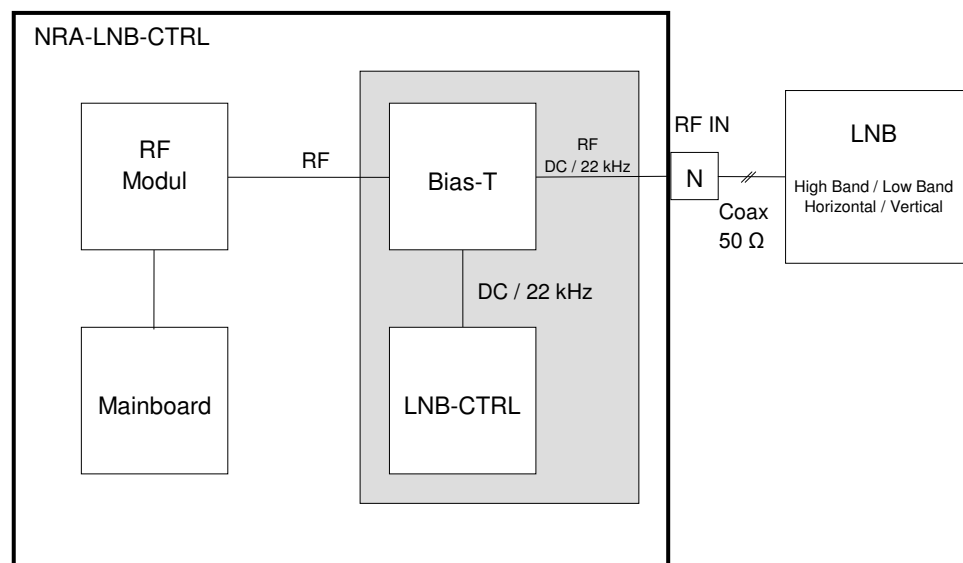 NRA-LNB-CTRL
RF
Modul
RF
Bias-T
RF
DC / 22 kHz
RF IN
N
Coax
50 Ω
LNB
High Band / Low Band
Horizontal / Vertical
DC / 22 kHz
Mainboard
LNB-CTRL